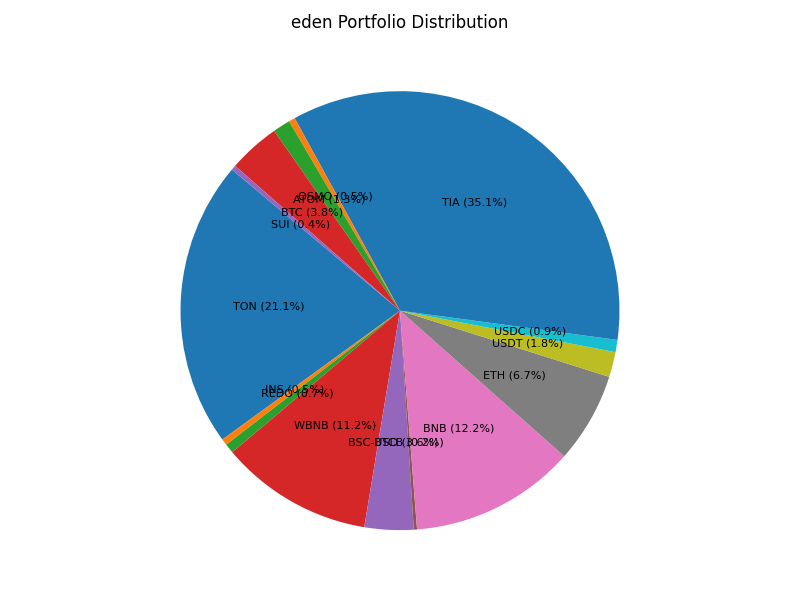 eden Portfolio Distribution
TIA (35.1%)
OSMO (0.5%)
ATOM (1.3%)
BTC (3.8%)
SUI (0.4%)
TON (21.1%)
INS (0.5%)
REDO (0.7%)
WBNB (11.2%)
BNB (12.2%)
ETH (6.7%)
USDT (1.8%)
USDC (0.9%)